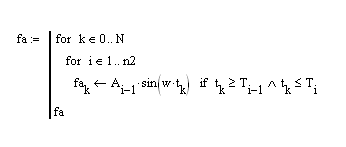 fa := for k ∈ 0.. N
for i ∈ 1.. n2
fa_k ← A_{i−1}·sin(w·t_k) if t_k ≥ T_{i−1} ∧ t_k ≤ T_i
fa